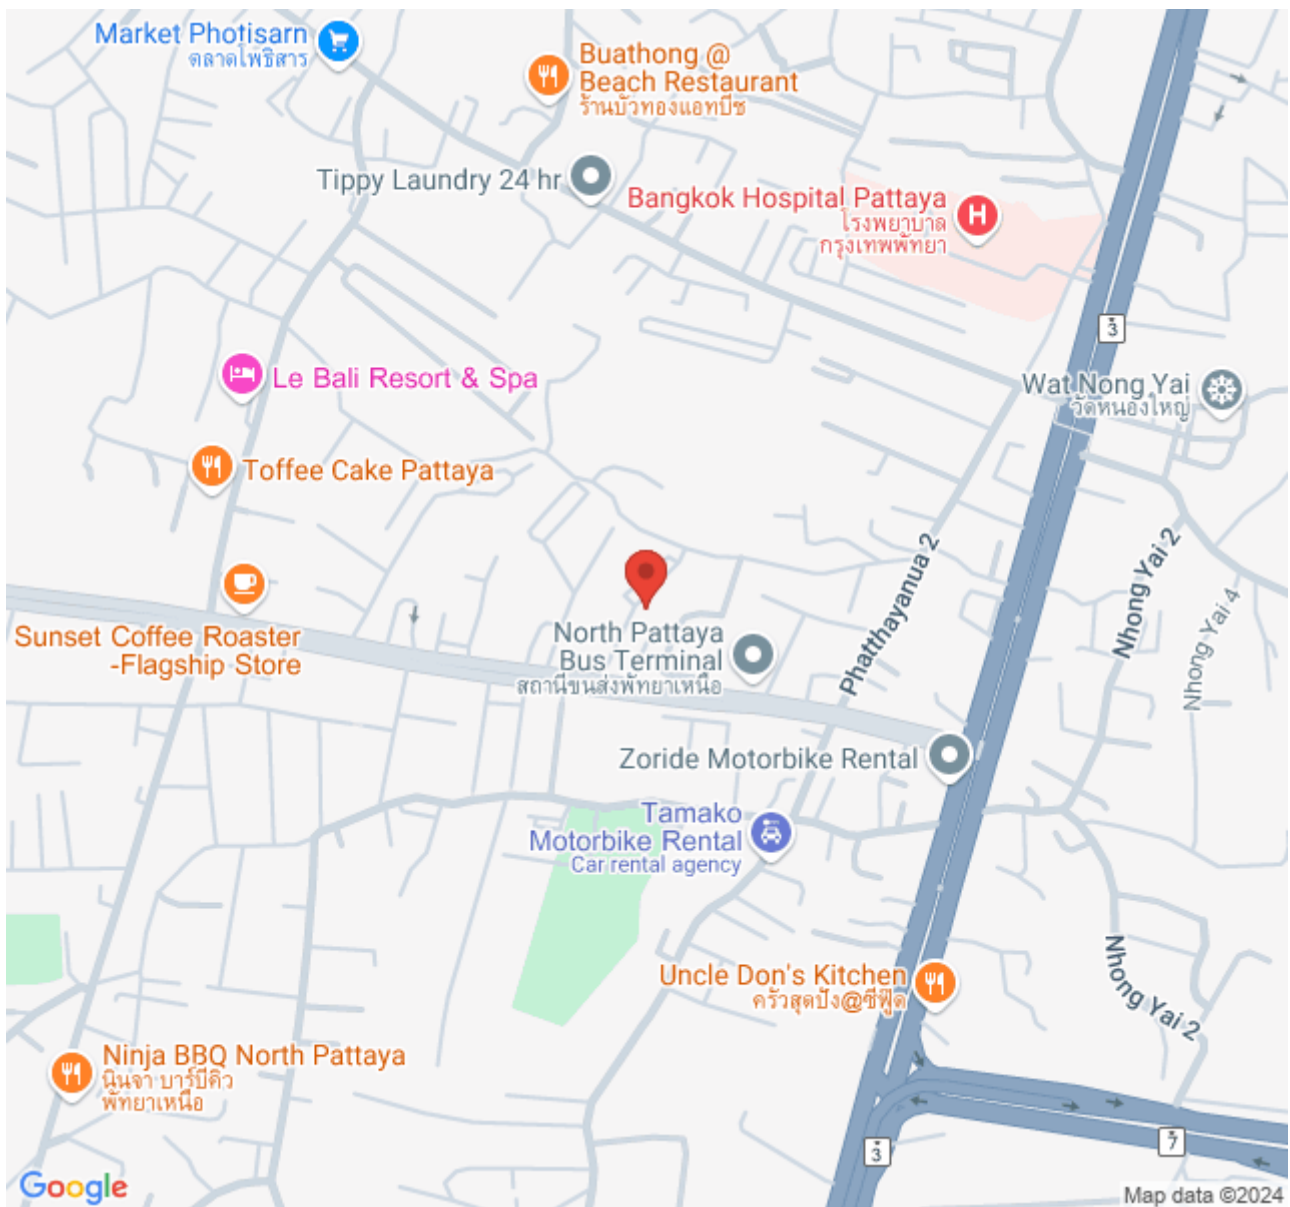 Market Photisarn
ตลาดโพธิสาร
Buathong @
Beach Restaurant
ร้านบัวทองแอทบีช
Tippy Laundry 24 hr
Bangkok Hospital Pattaya
โรงพยาบาล
กรุงเทพพัทยา
H
3
Le Bali Resort & Spa
Wat Nong Yai
วัดหนองใหญ่
Toffee Cake Pattaya
Phatthayanua 2
Nhong Yai 2
Nhong Yai 4
Sunset Coffee Roaster
-Flagship Store
North Pattaya
Bus Terminal
สถานีขนส่งพัทยาเหนือ
Zoride Motorbike Rental
Tamako
Motorbike Rental
Car rental agency
Uncle Don's Kitchen
ครัวสุดปัง@ซีฟู๊ด
Nhong Yai 2
Ninja BBQ North Pattaya
นินจา บาร์บีคิว
พัทยาเหนือ
3
7
Google
Map data ©2024